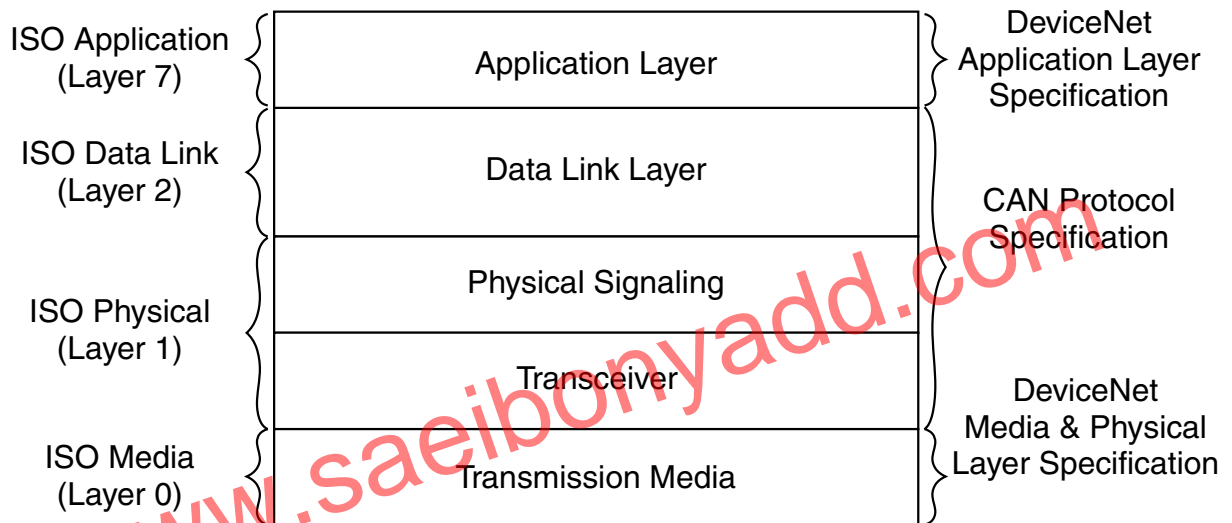 ISO Application
(Layer 7)
Application Layer
DeviceNet
Application Layer
Specification
ISO Data Link
(Layer 2)
Data Link Layer
CAN Protocol
Specification
Physical Signaling
ISO Physical
(Layer 1)
Transceiver
DeviceNet
Media & Physical
Layer Specification
ISO Media
(Layer 0)
Transmission Media
www.saeibonyadd.com